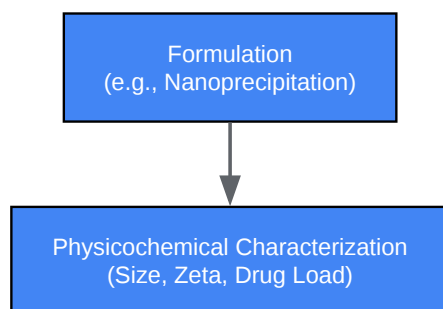 Formulation
(e.g., Nanoprecipitation)
Physicochemical Characterization
(Size, Zeta, Drug Load)